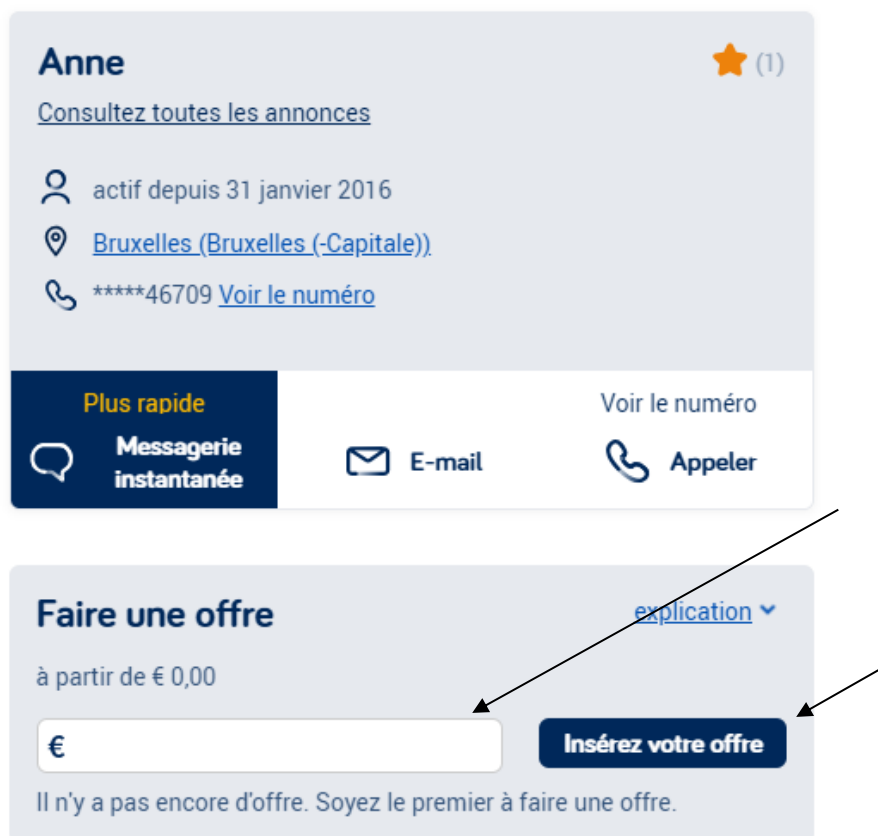 Anne
(1)
Consultez toutes les annonces
actif depuis 31 janvier 2016
Bruxelles (Bruxelles (-Capitale))
*****46709 Voir le numéro
Plus rapide
Messagerie
instantanée
E-mail
Voir le numéro
Appeler
Faire une offre
explication
à partir de € 0,00
€
Insérez votre offre
Il n'y a pas encore d'offre. Soyez le premier à faire une offre.